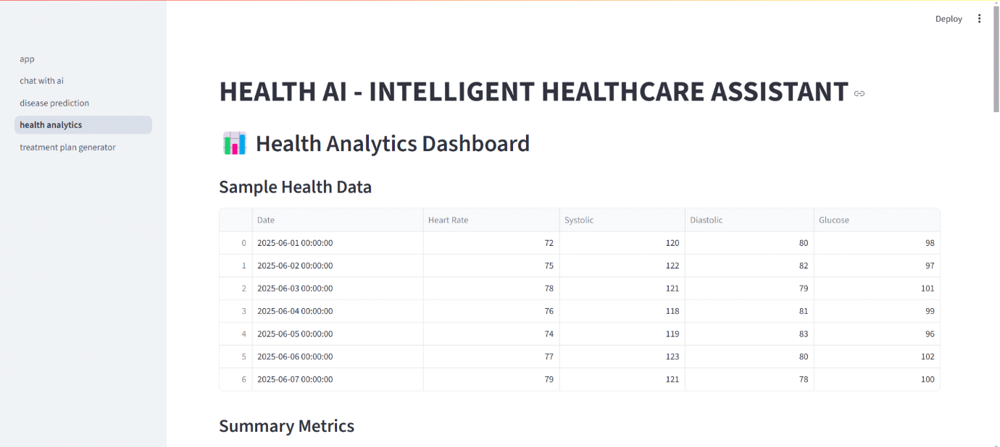 Deploy
app
chat with ai
disease prediction
health analytics
treatment plan generator
HEALTH AI - INTELLIGENT HEALTHCARE ASSISTANT
Health Analytics Dashboard
Sample Health Data
Date Heart Rate Systolic Diastolic Glucose
0 2025-06-01 00:00:00 72 120 80 98
1 2025-06-02 00:00:00 75 122 82 97
2 2025-06-03 00:00:00 78 121 79 101
3 2025-06-04 00:00:00 76 118 81 99
4 2025-06-05 00:00:00 74 119 83 96
5 2025-06-06 00:00:00 77 123 80 102
6 2025-06-07 00:00:00 79 121 78 100
Summary Metrics